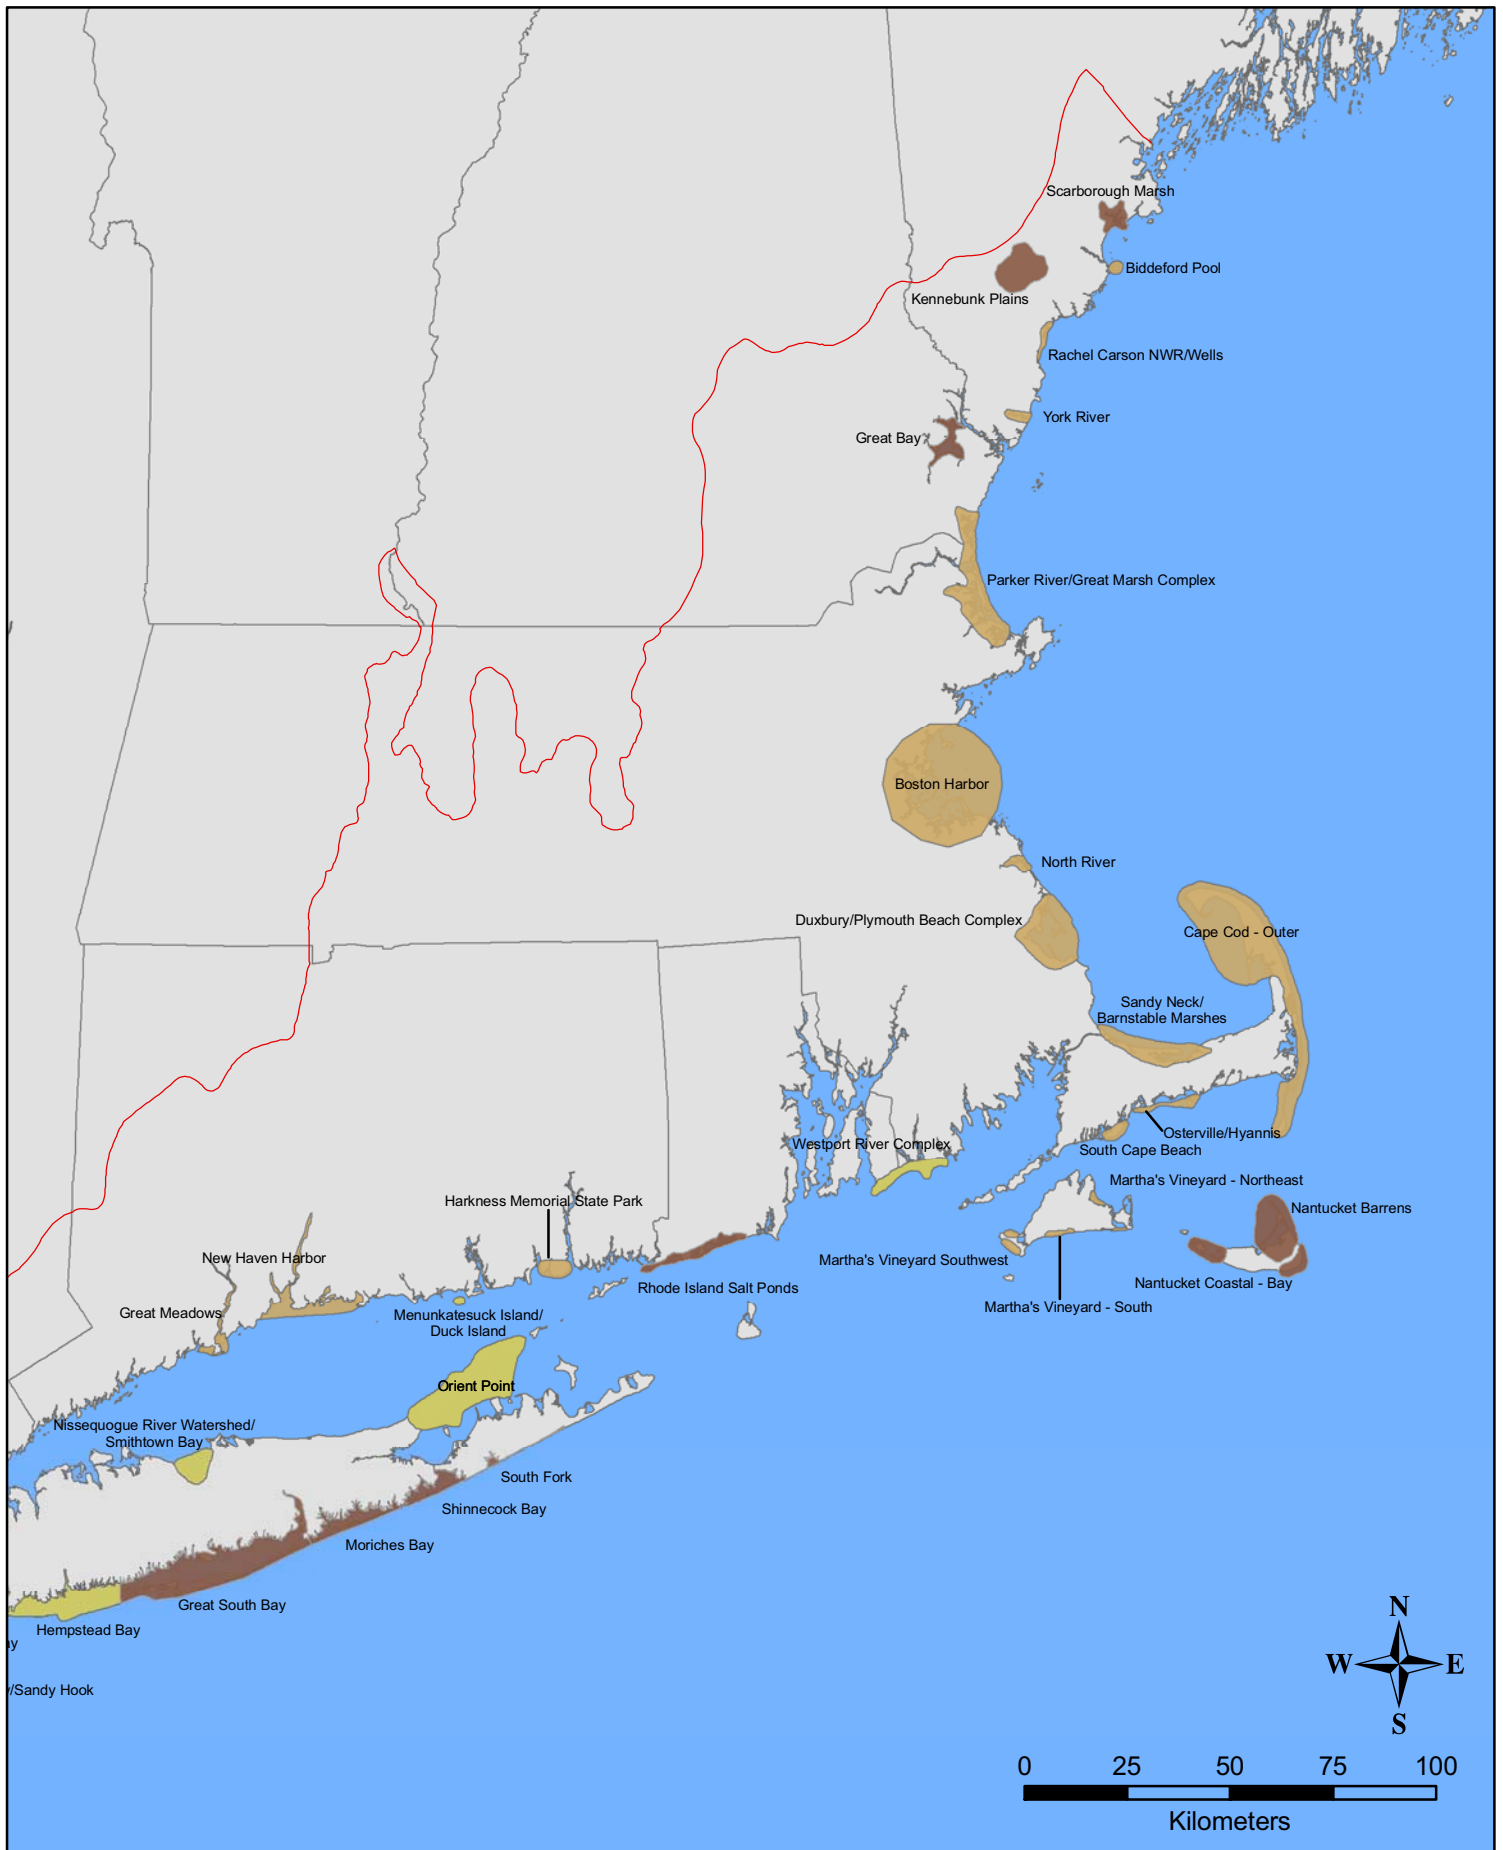 Scarborough Marsh
Biddeford Pool
Kennebunk Plains
Rachel Carson NWR/Wells
York River
Great Bay
Parker River/Great Marsh Complex
Boston Harbor
North River
Duxbury/Plymouth Beach Complex
Cape Cod - Outer
Sandy Neck/
Barnstable Marshes
Osterville/Hyannis
Westport River Complex
South Cape Beach
Martha's Vineyard - Northeast
Harkness Memorial State Park
Nantucket Barrens
New Haven Harbor
Martha's Vineyard Southwest
Nantucket Coastal - Bay
Rhode Island Salt Ponds
Martha's Vineyard - South
Great Meadows
Menunkatesuck Island/
Duck Island
Orient Point
Nissequogue River Watershed/
Smithtown Bay
South Fork
Shinnecock Bay
Moriches Bay
Great South Bay
Hempstead Bay
ay
/Sandy Hook
N
W E
S
0 25 50 75 100
Kilometers